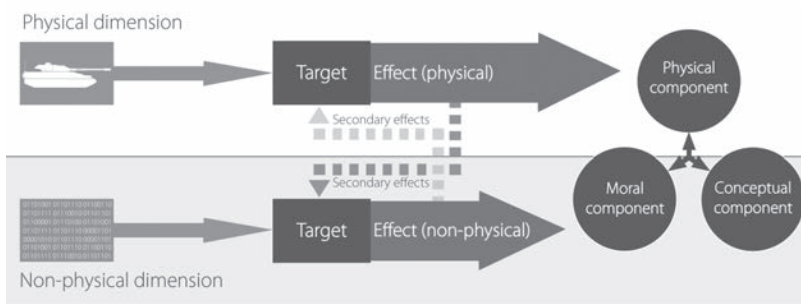 Physical dimension
Target
Effect (physical)
Physical
component
Secondary effects
Secondary effects
Moral
component
Conceptual
component
Target
Effect (non-physical)
Non-physical dimension